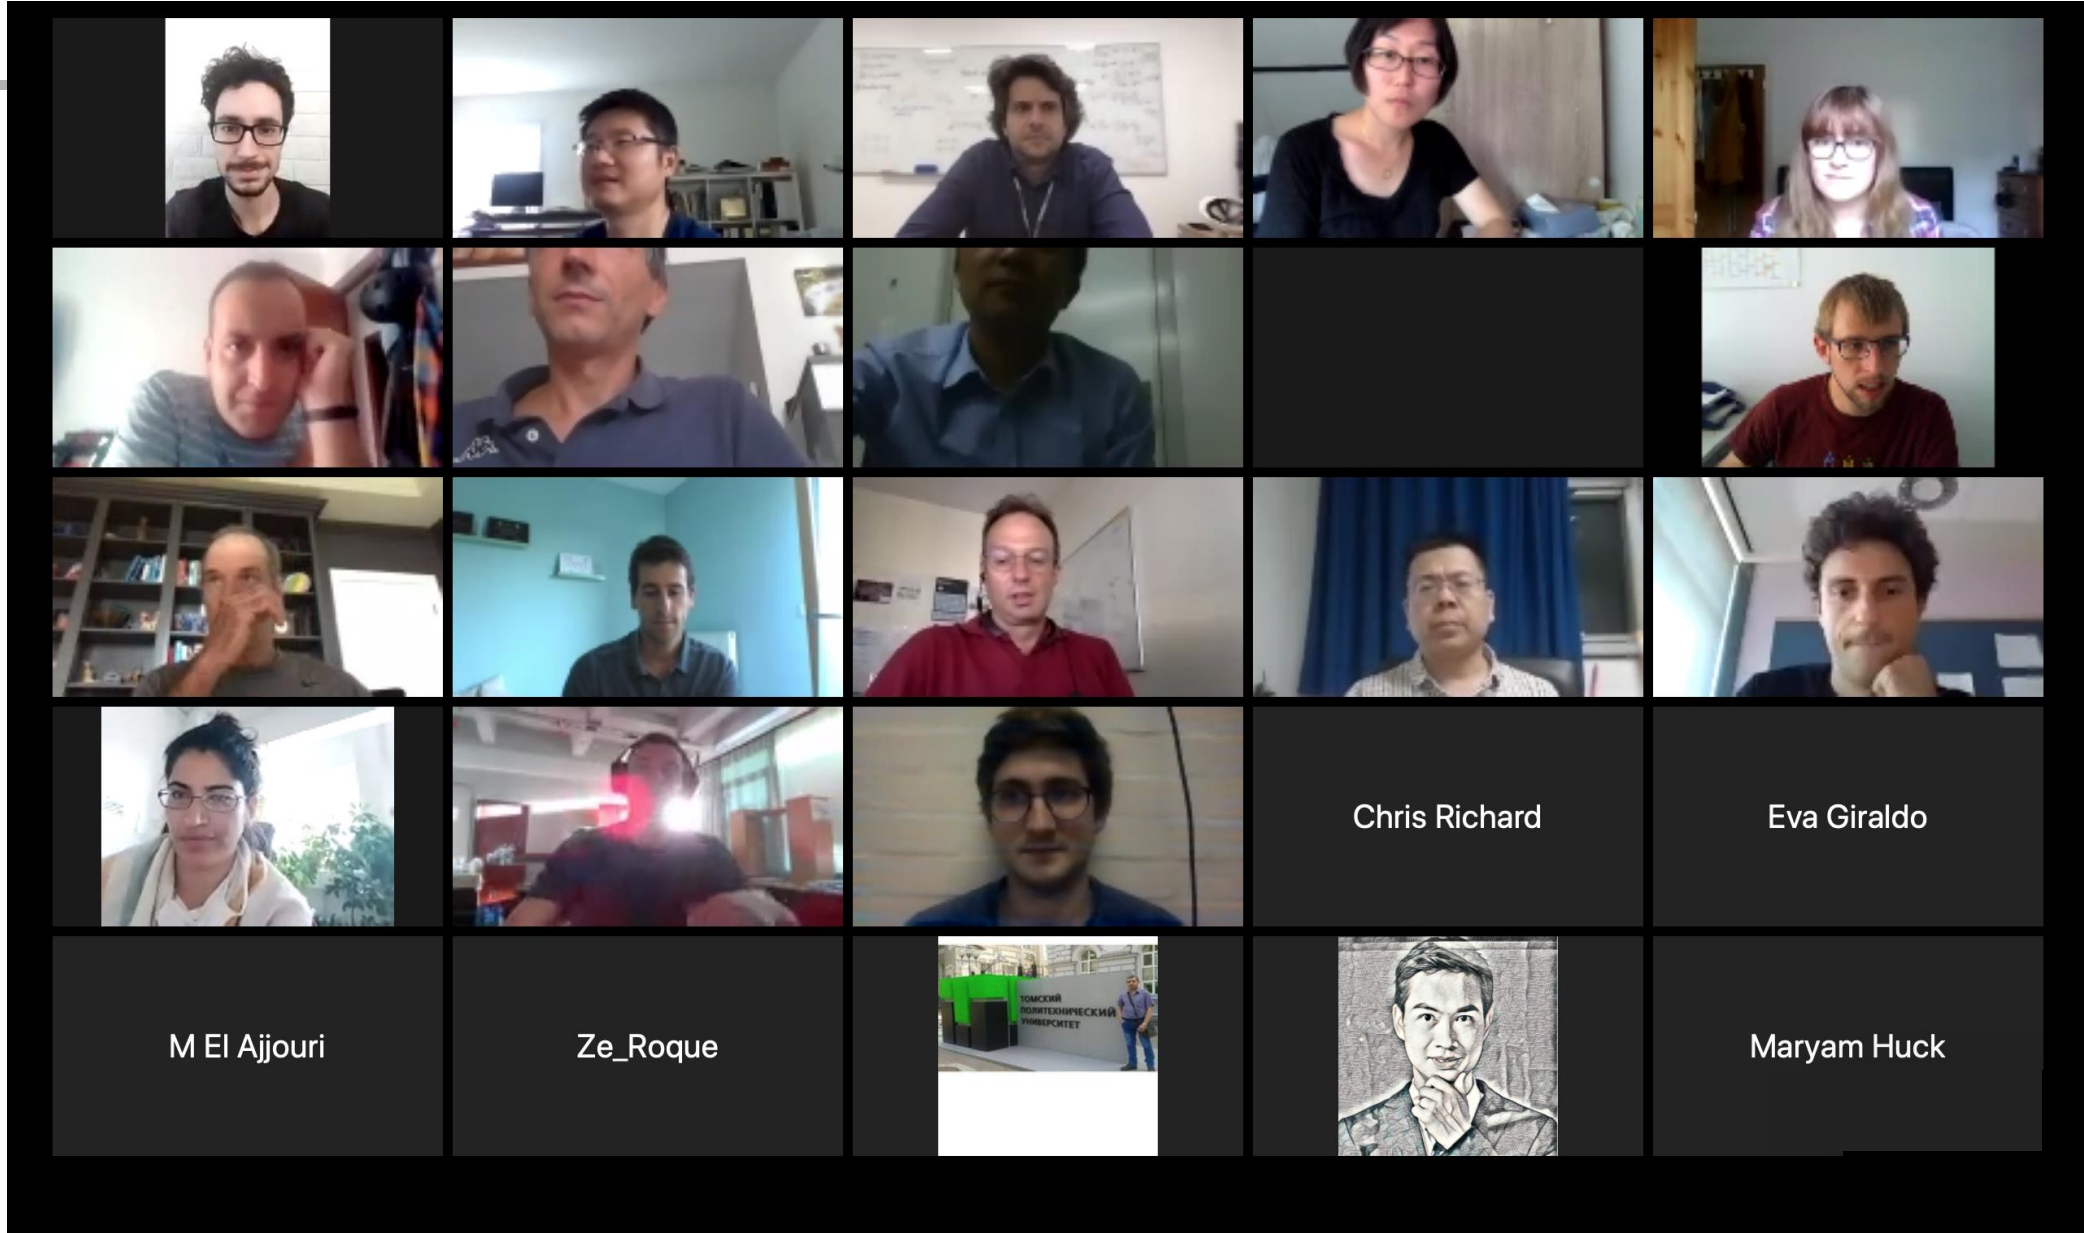 Chris Richard
Eva Giraldo
M El Ajjouri
Ze_Roque
ТОМСКИЙ
ПОЛИТЕХНИЧЕСКИЙ
УНИВЕРСИТЕТ
Maryam Huck